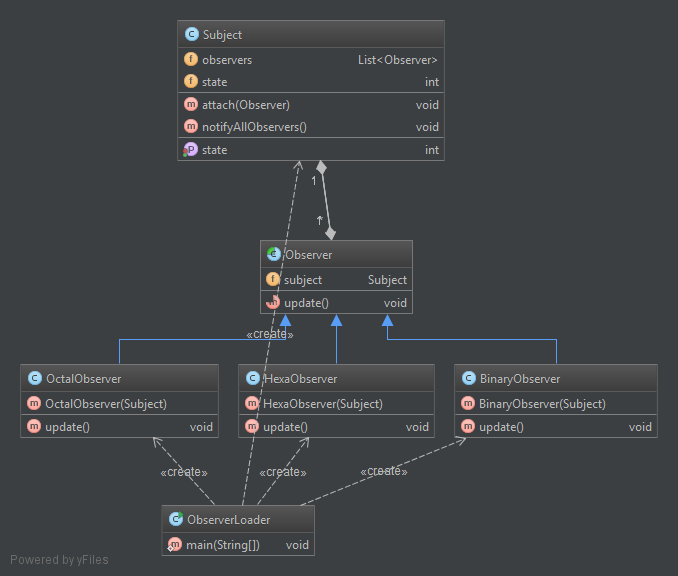 Subject
observers List<Observer>
state int
attach(Observer) void
notifyAllObservers() void
state int
1
1
Observer
subject Subject
update() void
«create»
OctalObserver
OctalObserver(Subject)
update() void
HexaObserver
HexaObserver(Subject)
update() void
BinaryObserver
BinaryObserver(Subject)
update() void
«create»
«create»
«create»
ObserverLoader
main(String[]) void
Powered by yFiles